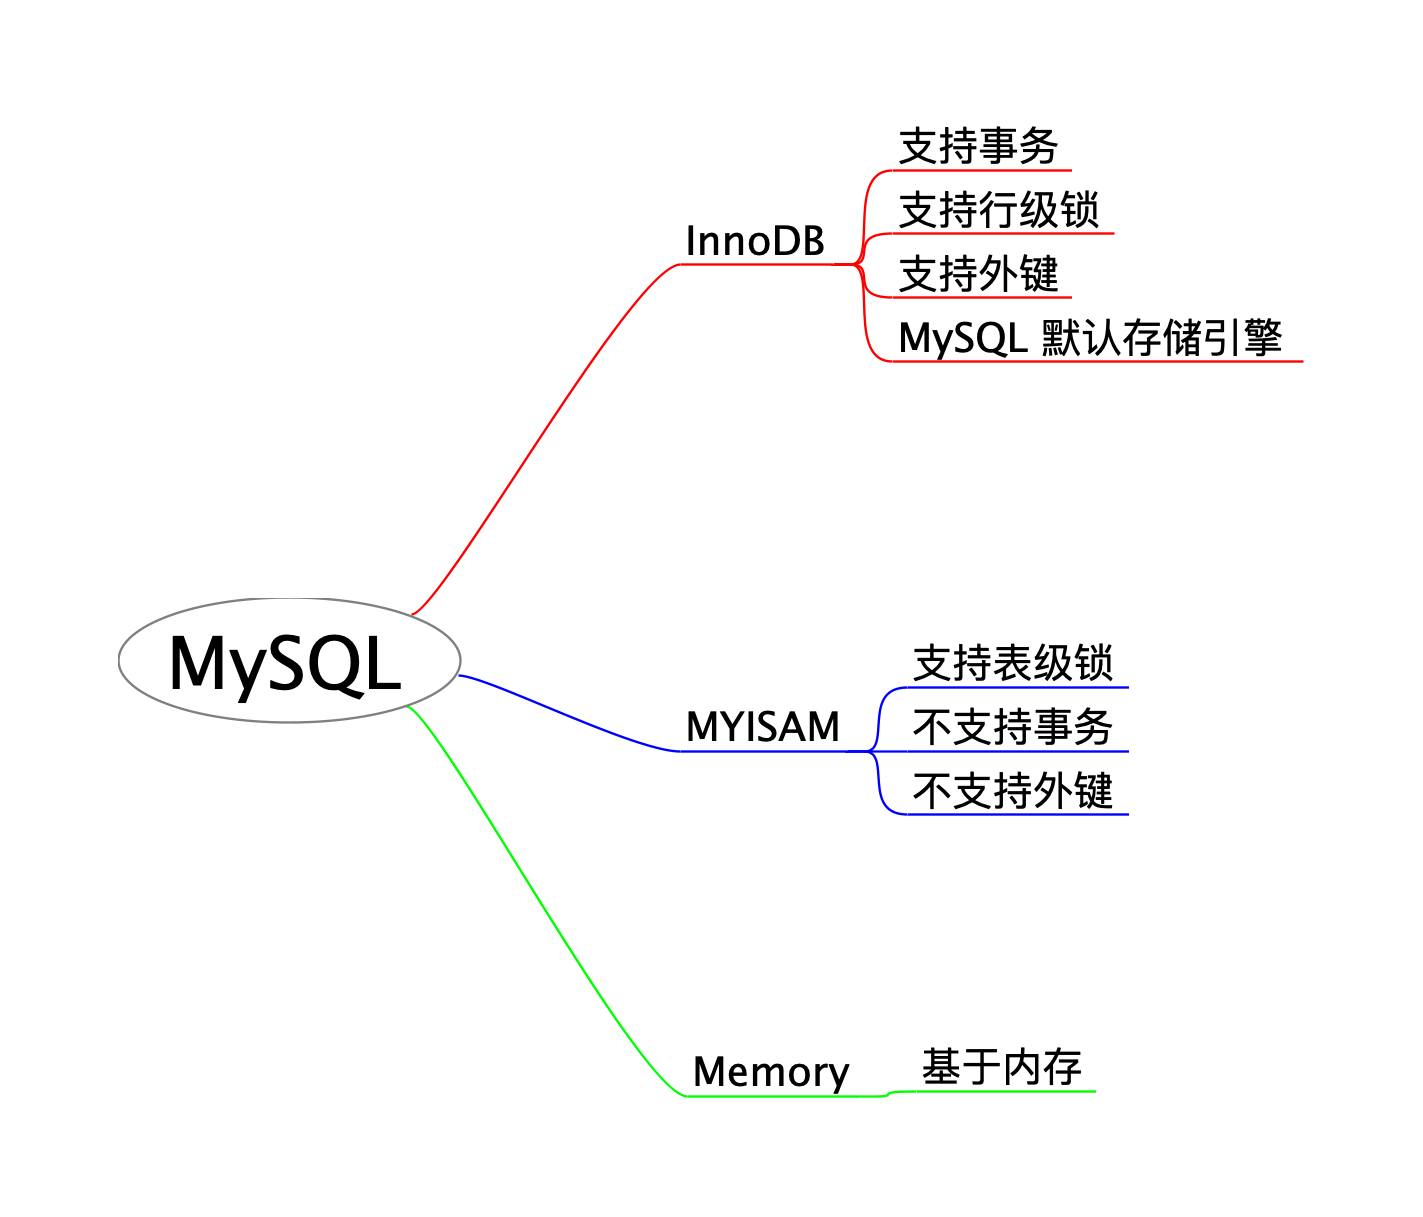 MySQL
InnoDB
支持事务
支持行级锁
支持外键
MySQL 默认存储引擎
MYISAM
支持表级锁
不支持事务
不支持外键
Memory
基于内存